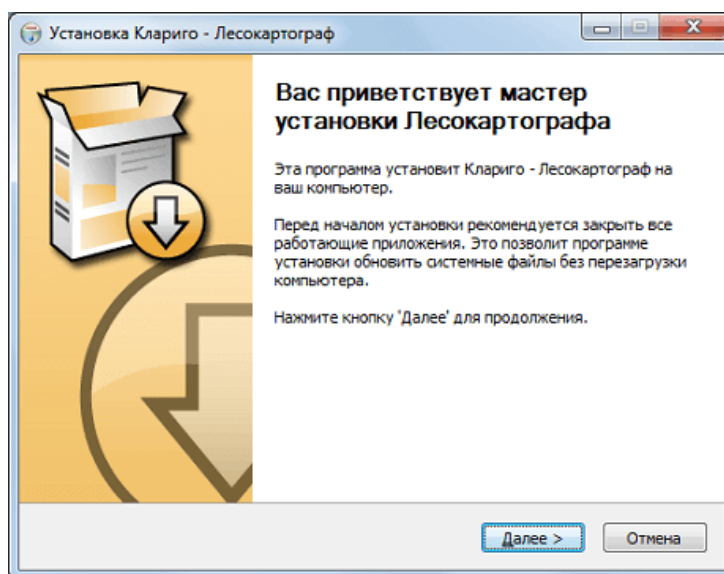 Установка Клариго - Лесокартограф
Вас приветствует мастер
установки Лесокартографа
Эта программа установит Клариго - Лесокартограф на
ваш компьютер.
Перед началом установки рекомендуется закрыть все
работающие приложения. Это позволит программе
установки обновить системные файлы без перезагрузки
компьютера.
Нажмите кнопку 'Далее' для продолжения.
Далее >
Отмена